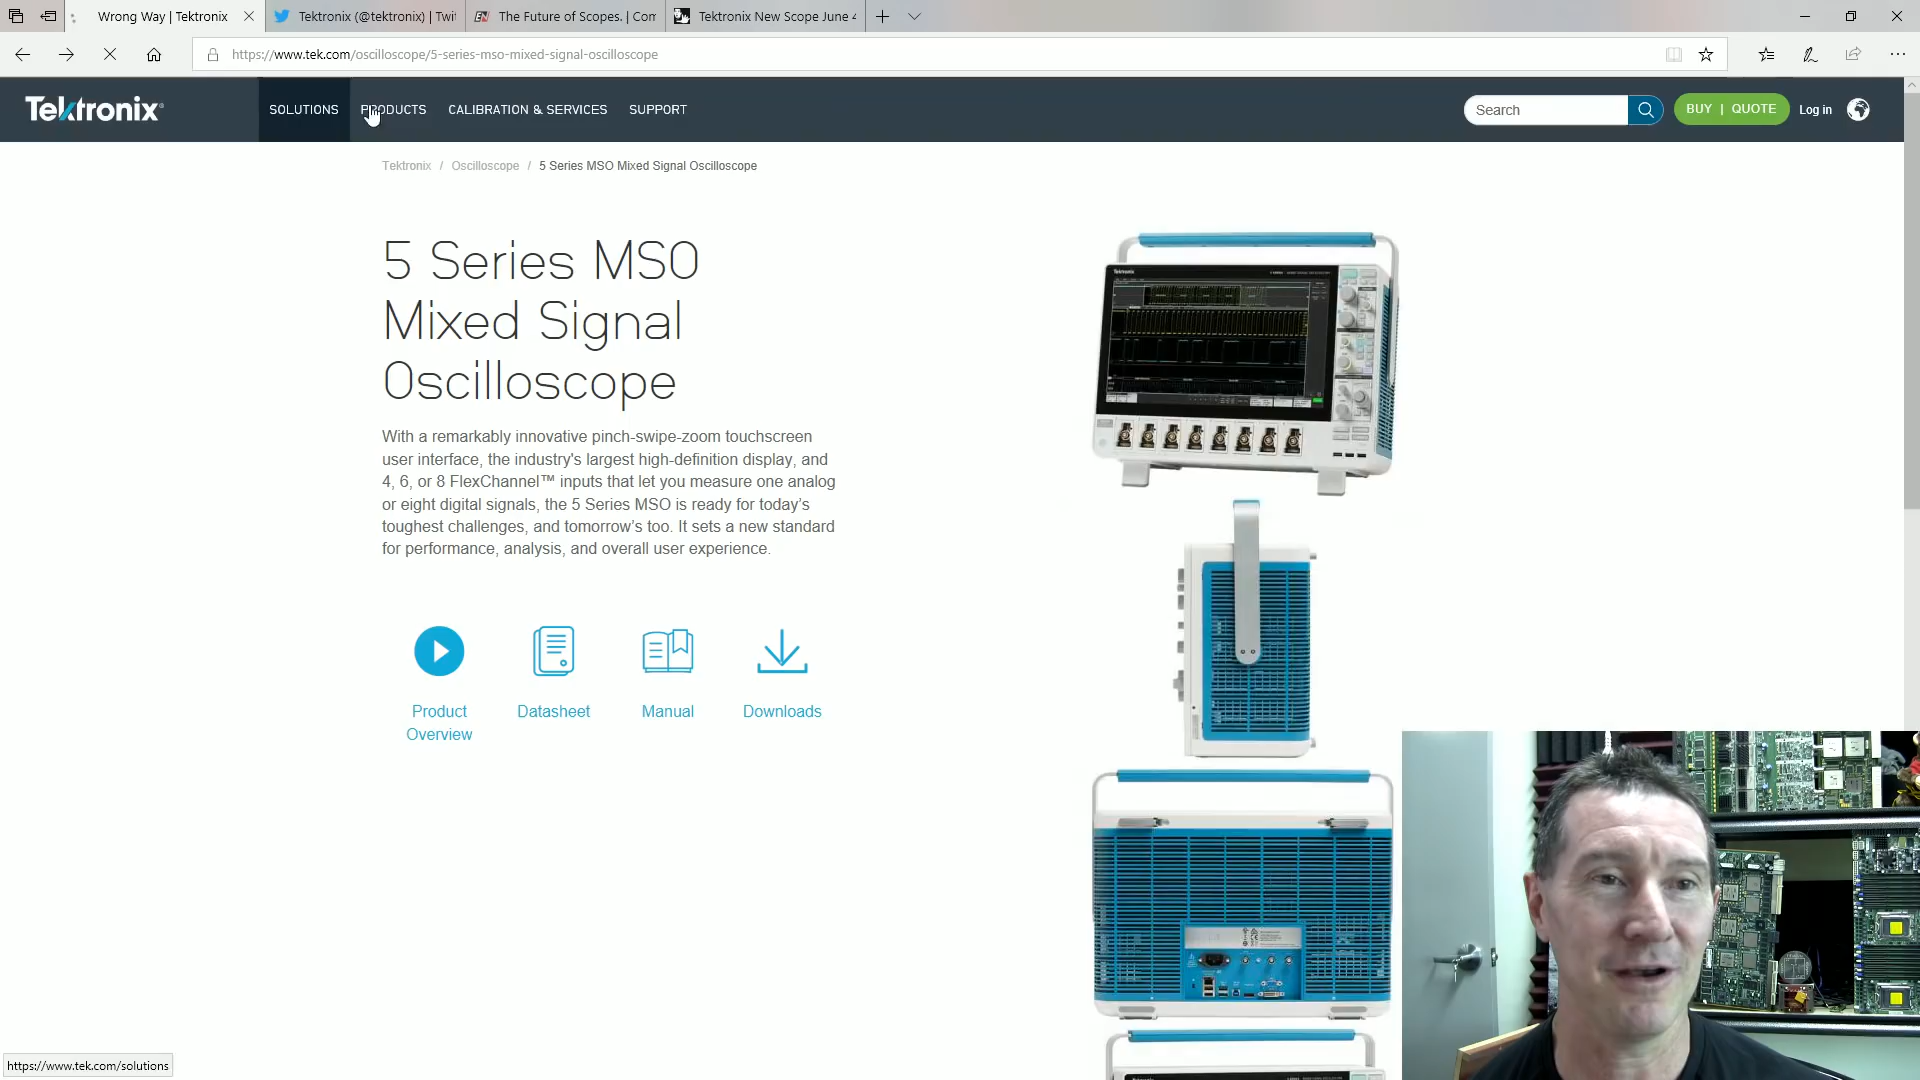 Wrong Way | Tektronix
Tektronix (@tektronix) | Twit
The Future of Scopes. | Com
Tektronix New Scope June 4
https://www.tek.com/oscilloscope/5-series-mso-mixed-signal-oscilloscope
Tektronix
SOLUTIONS
PRODUCTS
CALIBRATION & SERVICES
SUPPORT
Search
BUY | QUOTE
Log in
Tektronix / Oscilloscope / 5 Series MSO Mixed Signal Oscilloscope
5 Series MSO
Mixed Signal
Oscilloscope
With a remarkably innovative pinch-swipe-zoom touchscreen
user interface, the industry's largest high-definition display, and
4, 6, or 8 FlexChannel™ inputs that let you measure one analog
or eight digital signals, the 5 Series MSO is ready for today’s
toughest challenges, and tomorrow’s too. It sets a new standard
for performance, analysis, and overall user experience.
Product
Overview
Datasheet
Manual
Downloads
Tektronix
https://www.tek.com/solutions